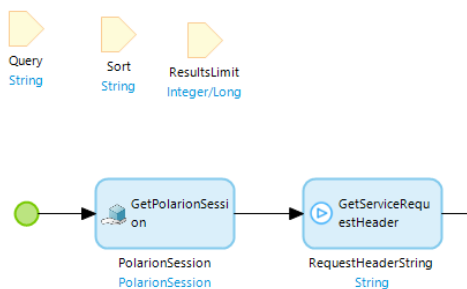 Query
String
Sort
String
ResultsLimit
Integer/Long
GetPolarionSessi
on
PolarionSession
PolarionSession
GetServiceRequ
estHeader
RequestHeaderString
String